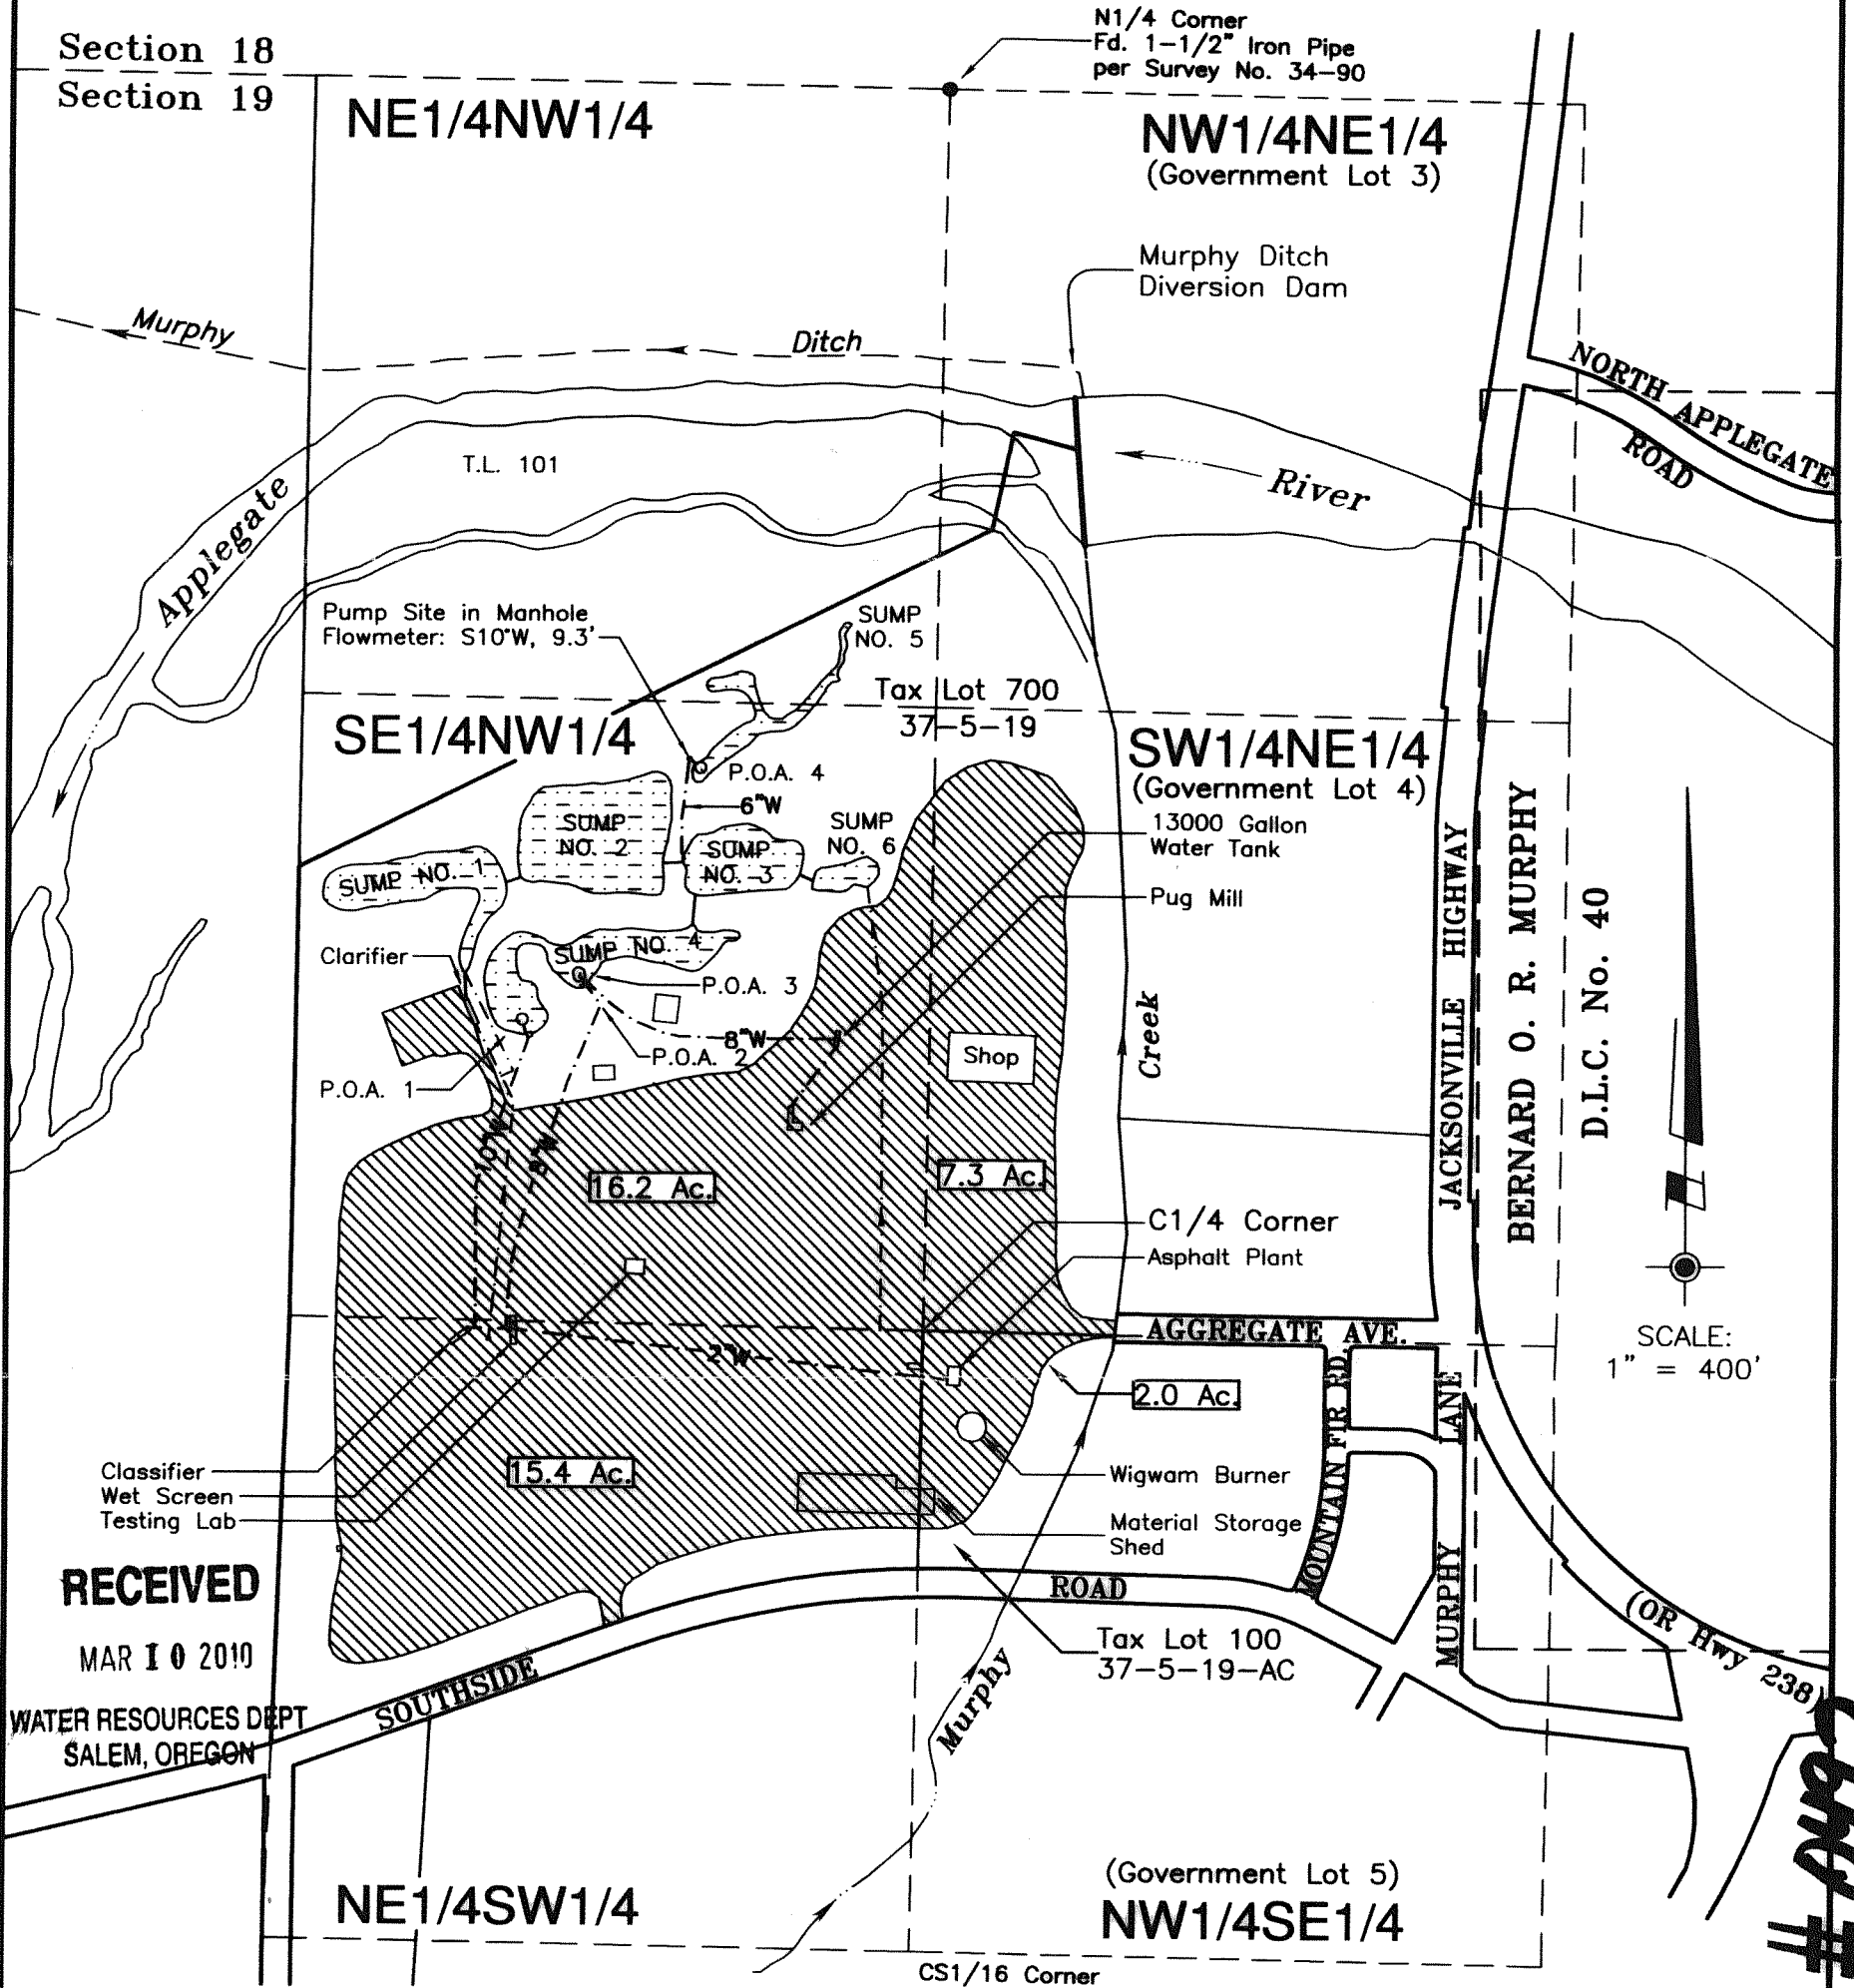 Section 18
Section 19
N1/4 Corner
Fd. 1-1/2" Iron Pipe
per Survey No. 34-90
NE1/4NW1/4
NW1/4NE1/4
(Government Lot 3)
Murphy Ditch
Diversion Dam
Murphy
Ditch
NORTH APPLEGATE
ROAD
T.L. 101
River
Applegate
Pump Site in Manhole
Flowmeter: S10°W, 9.3'
SUMP
NO. 5
Tax Lot 700
37-5-19
SE1/4NW1/4
SW1/4NE1/4
(Government Lot 4)
P.O.A. 4
6"W
SUMP
NO. 2
SUMP
NO. 3
SUMP
NO. 6
SUMP NO. 1
13000 Gallon
Water Tank
Pug Mill
Clarifier
SUMP NO. 4
P.O.A. 3
8"W
P.O.A. 2
P.O.A. 1
Shop
Creek
JACKSONVILLE HIGHWAY
BERNARD O. R. MURPHY
D.L.C. No. 40
10"W
8"W
16.2 Ac.
7.3 Ac.
C1/4 Corner
Asphalt Plant
AGGREGATE AVE.
SCALE:
1" = 400'
2"W
2.0 Ac.
MOUNTAIN FIR RD.
MURPHY LANE
Classifier
Wet Screen
Testing Lab
15.4 Ac.
Wigwam Burner
Material Storage
Shed
RECEIVED
MAR 10 2010
WATER RESOURCES DEPT
SALEM, OREGON
SOUTHSIDE
ROAD
Tax Lot 100
37-5-19-AC
Murphy
(OR Hwy 238)
NE1/4SW1/4
(Government Lot 5)
NW1/4SE1/4
CS1/16 Corner